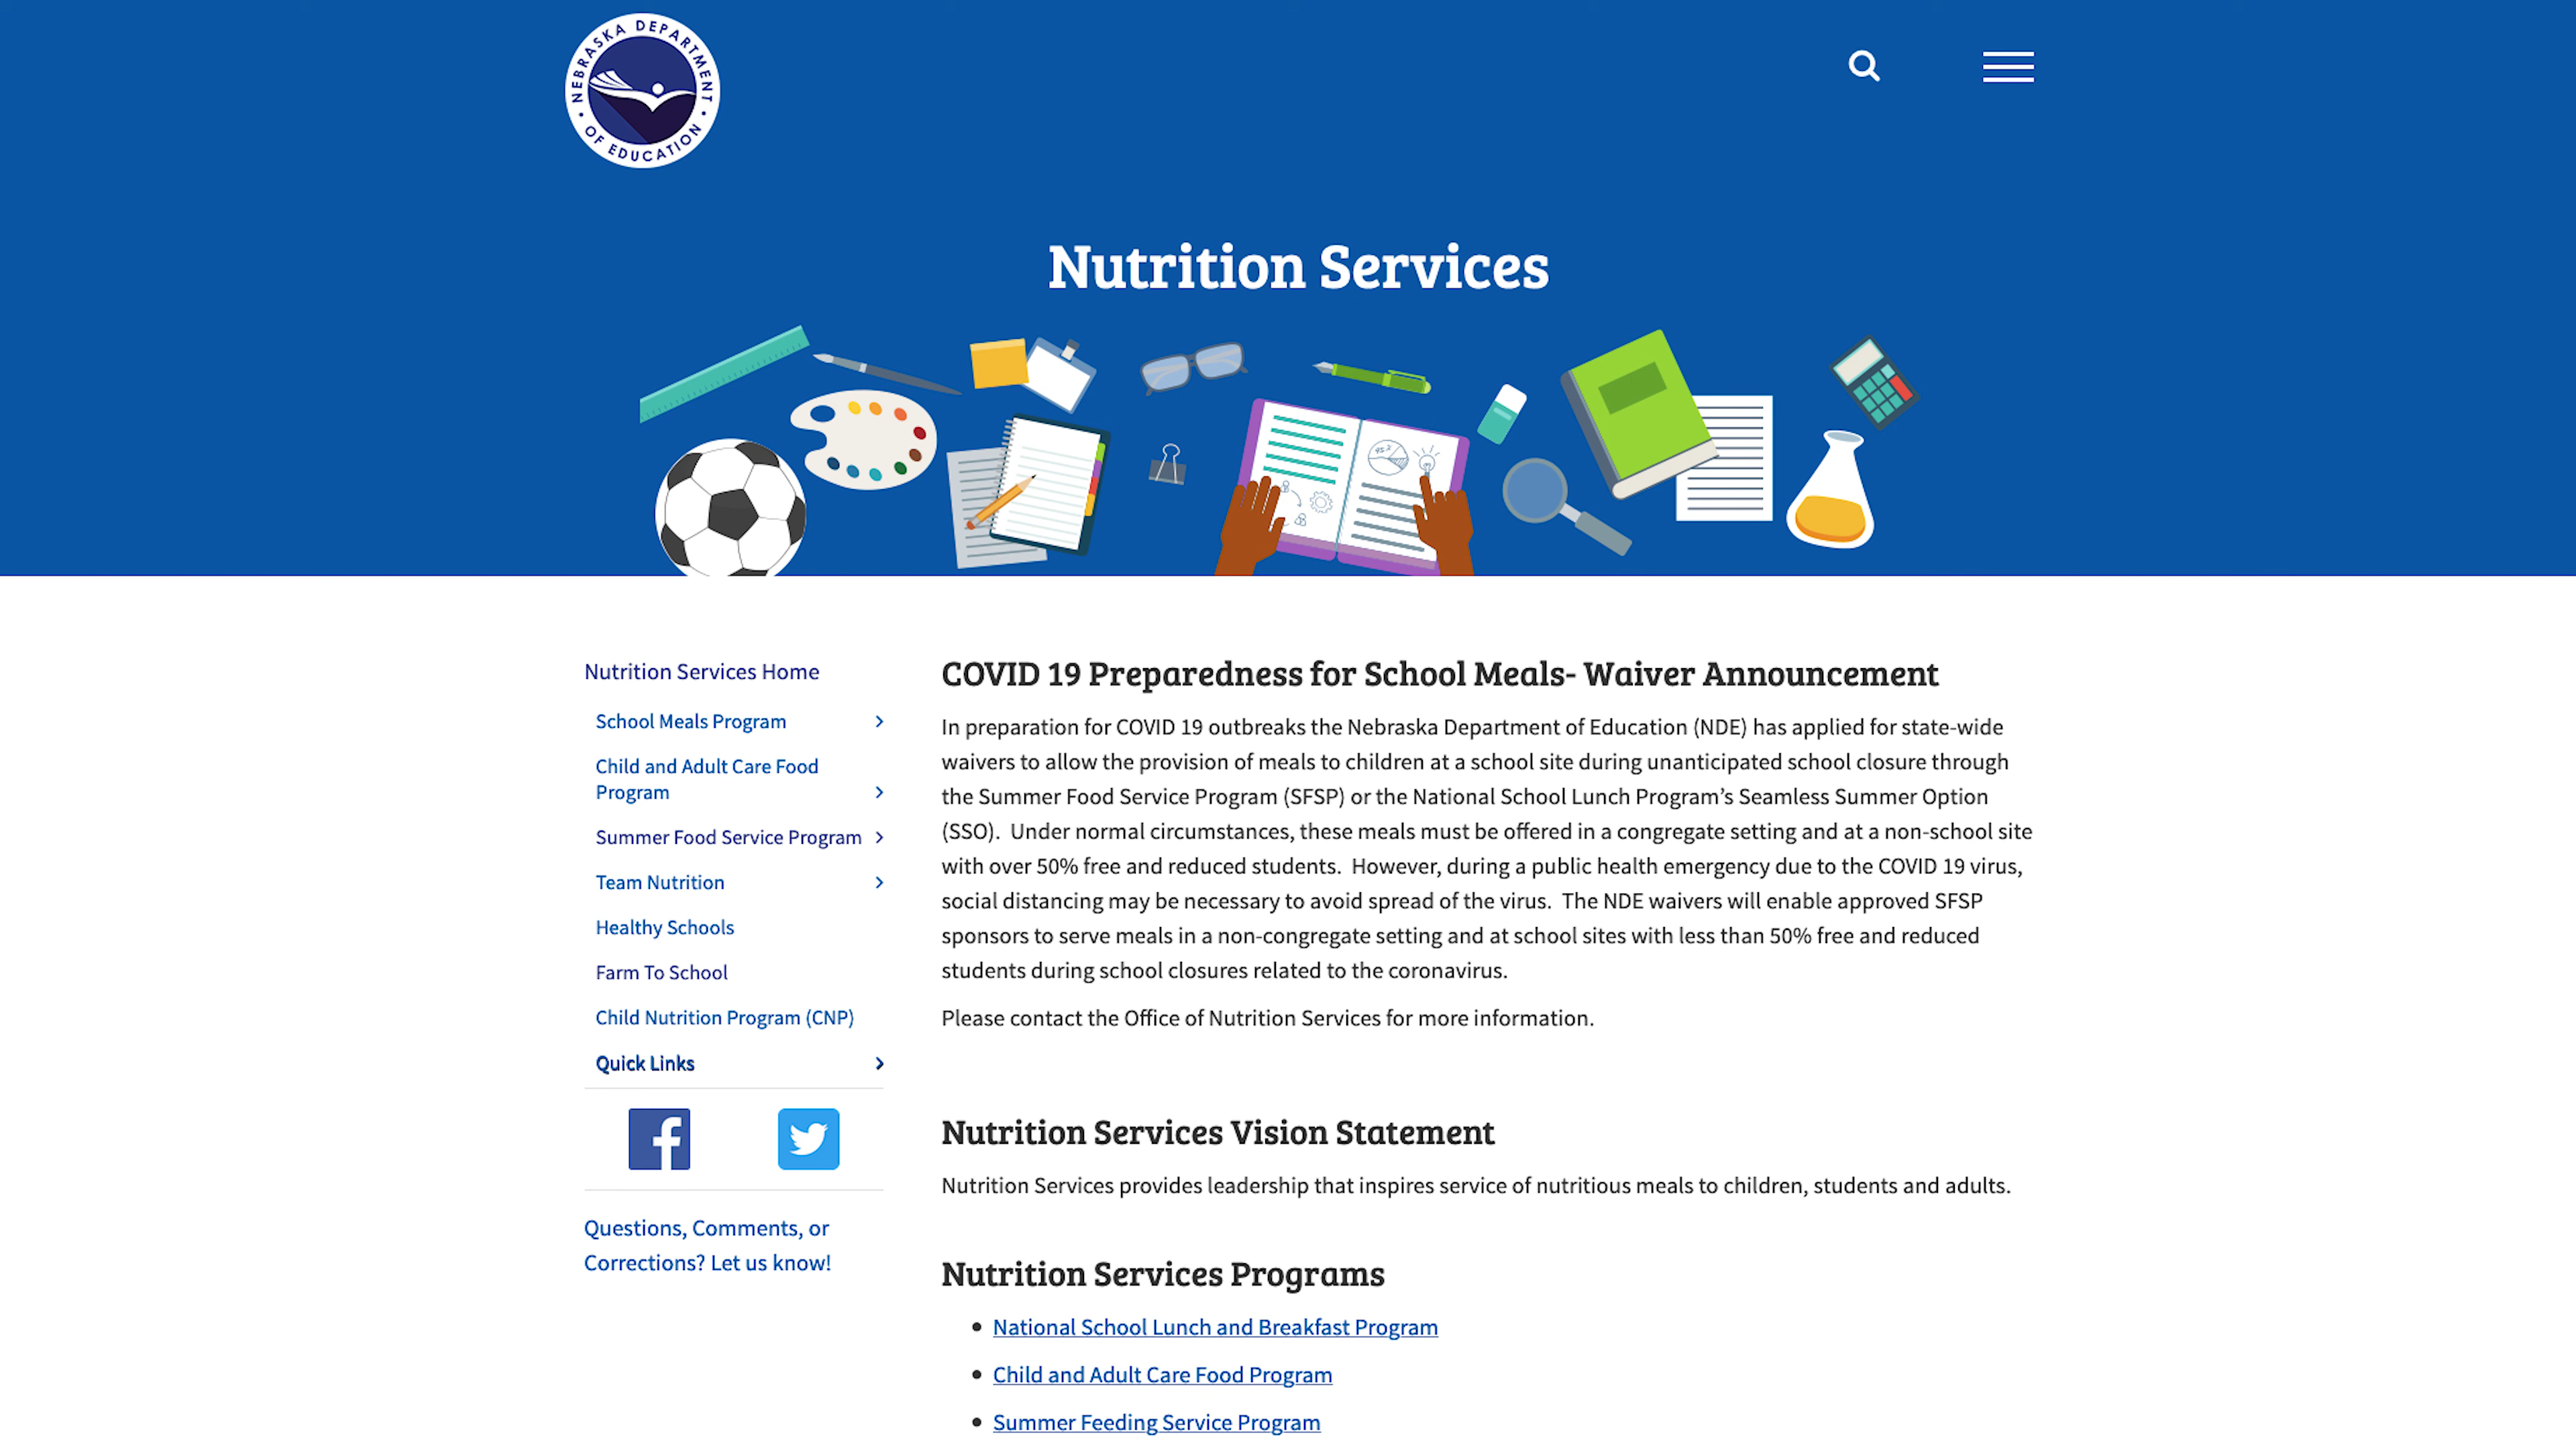 NEBRASKA DEPARTMENT
OF EDUCATION
Nutrition Services
Nutrition Services Home
School Meals Program
Child and Adult Care Food
Program
Summer Food Service Program
Team Nutrition
Healthy Schools
Farm To School
Child Nutrition Program (CNP)
Quick Links
Questions, Comments, or
Corrections? Let us know!
COVID 19 Preparedness for School Meals- Waiver Announcement
In preparation for COVID 19 outbreaks the Nebraska Department of Education (NDE) has applied for state-wide
waivers to allow the provision of meals to children at a school site during unanticipated school closure through
the Summer Food Service Program (SFSP) or the National School Lunch Program’s Seamless Summer Option
(SSO).  Under normal circumstances, these meals must be offered in a congregate setting and at a non-school site
with over 50% free and reduced students.  However, during a public health emergency due to the COVID 19 virus,
social distancing may be necessary to avoid spread of the virus.  The NDE waivers will enable approved SFSP
sponsors to serve meals in a non-congregate setting and at school sites with less than 50% free and reduced
students during school closures related to the coronavirus.
Please contact the Office of Nutrition Services for more information.
Nutrition Services Vision Statement
Nutrition Services provides leadership that inspires service of nutritious meals to children, students and adults.
Nutrition Services Programs
National School Lunch and Breakfast Program
Child and Adult Care Food Program
Summer Feeding Service Program